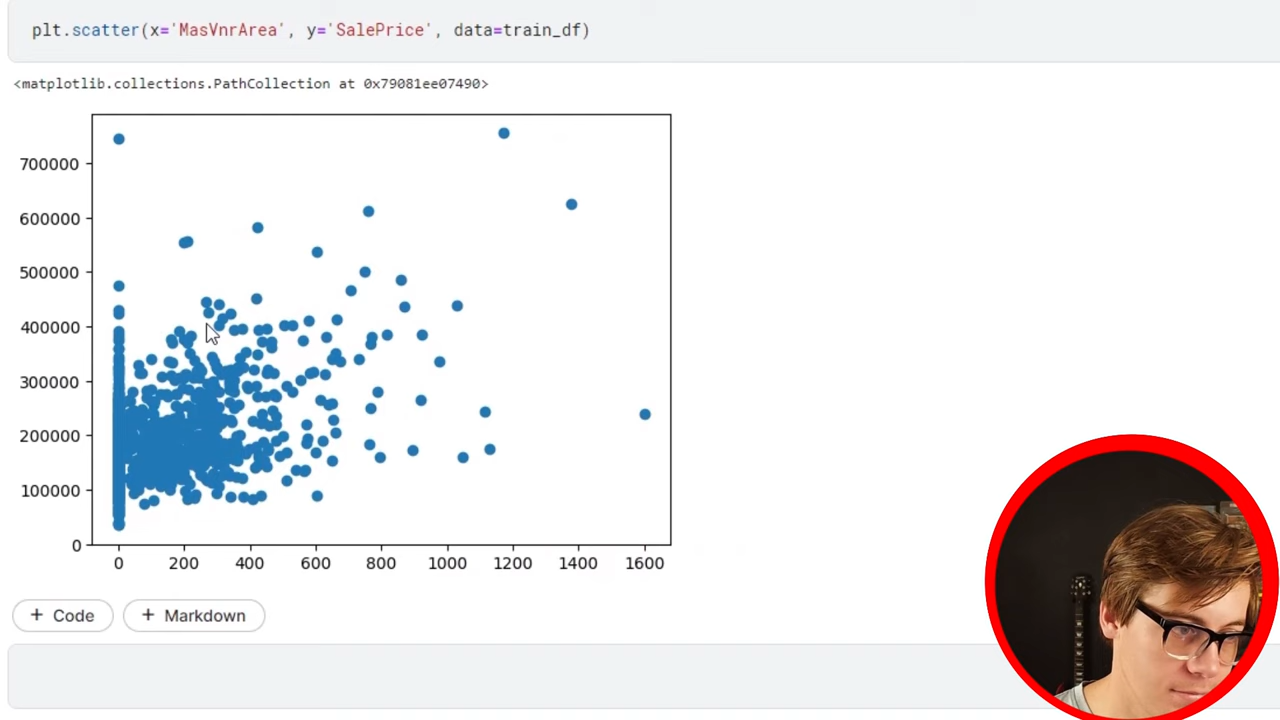 plt.scatter(x='MasVnrArea', y='SalePrice', data=train_df)
<matplotlib.collections.PathCollection at 0x79081ee07490>
700000
600000
500000
400000
300000
200000
100000
0
0 200 400 600 800 1000 1200 1400 1600
+ Code + Markdown